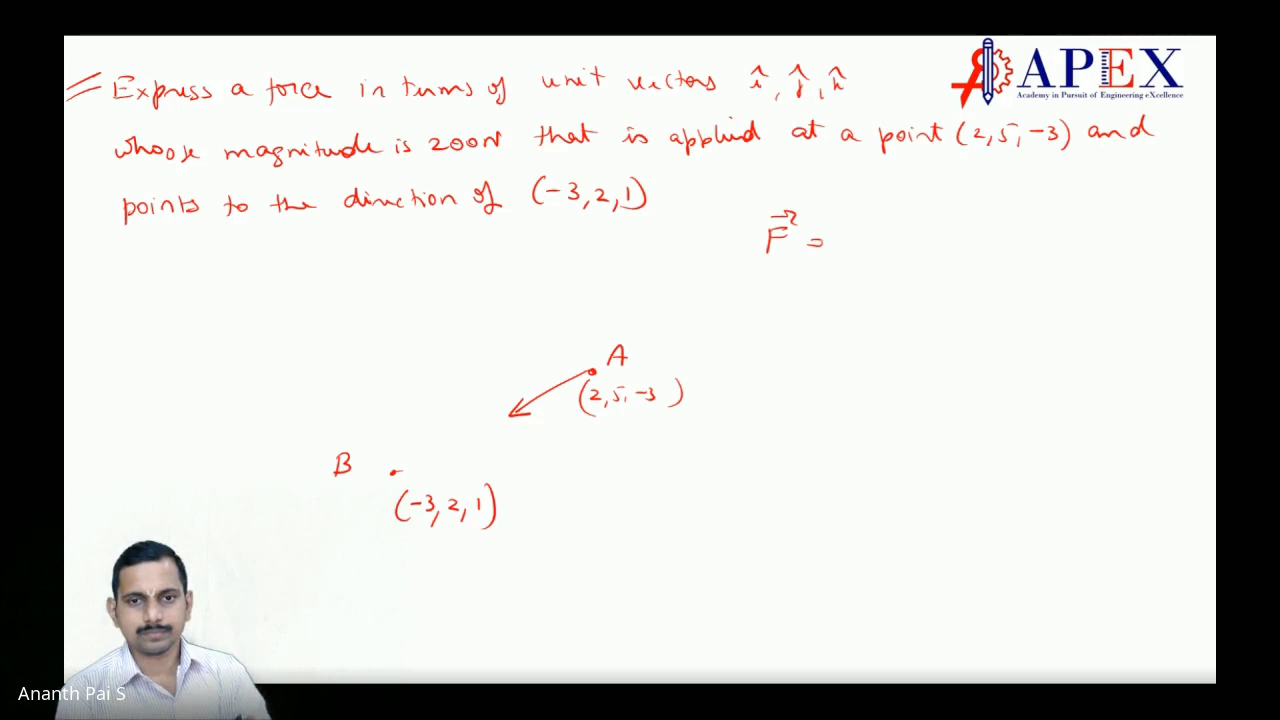 APEX
Academy in Pursuit of Engineering eXcellence
Express a force in terms of unit vectors î, ĵ, k̂
whose magnitude is 200N that is applied at a point (2,5,-3) and
points to the direction of (-3,2,1)
F⃗ =
A
(2,5,-3)
B
(-3,2,1)
Ananth Pai S